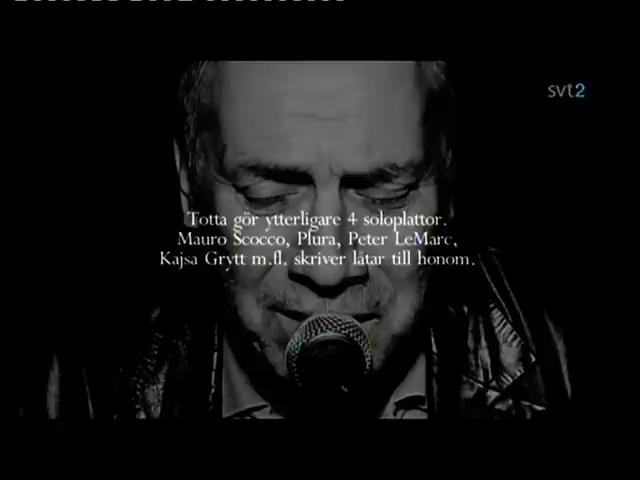 svt2
Totta gör ytterligare 4 soloplattor.
Mauro Scocco, Plura, Peter LeMarc,
Kajsa Grytt m.fl. skriver låtar till honom.